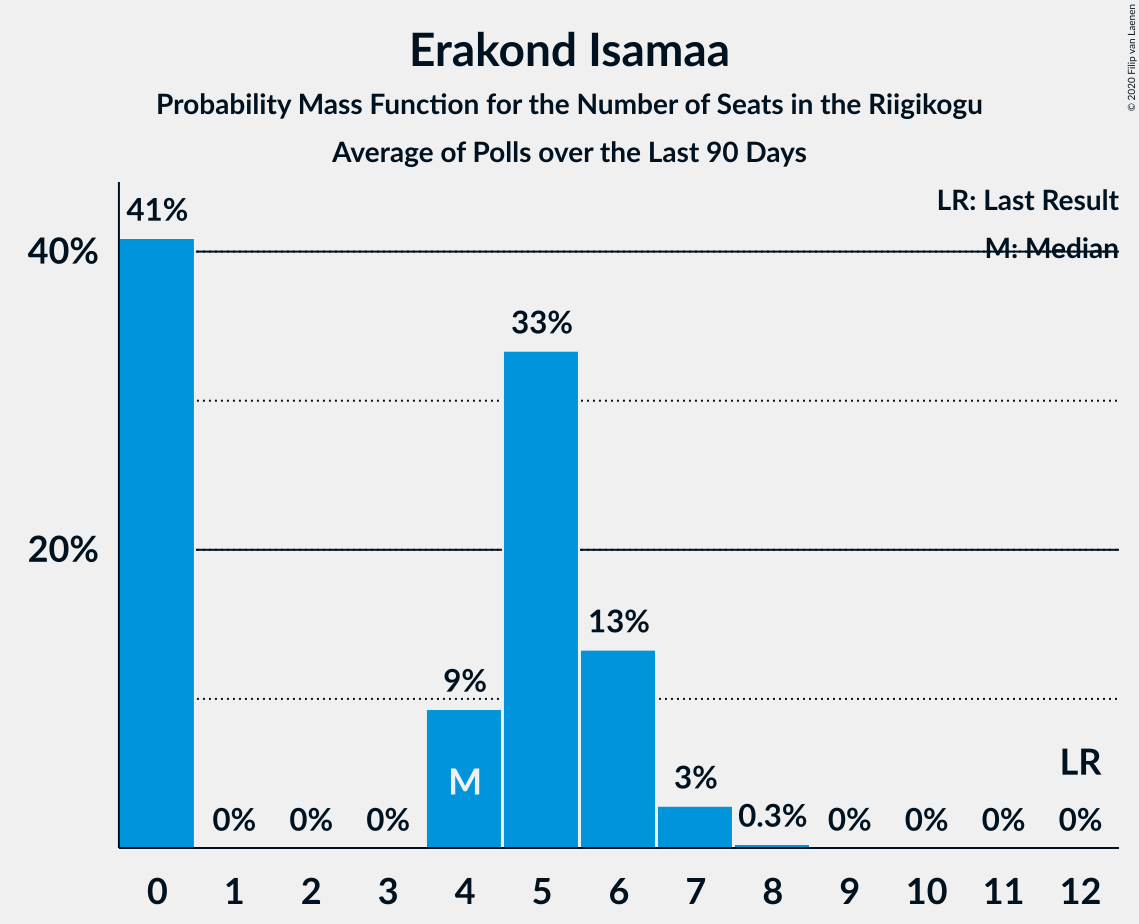 Erakond Isamaa
Probability Mass Function for the Number of Seats in the Riigikogu
Average of Polls over the Last 90 Days
© 2020 Filip van Laenen
LR: Last Result
M: Median
40%
20%
41%
0%
0%
0%
9%
33%
13%
3%
0.3%
0%
0%
0%
0%
M
LR
0 1 2 3 4 5 6 7 8 9 10 11 12